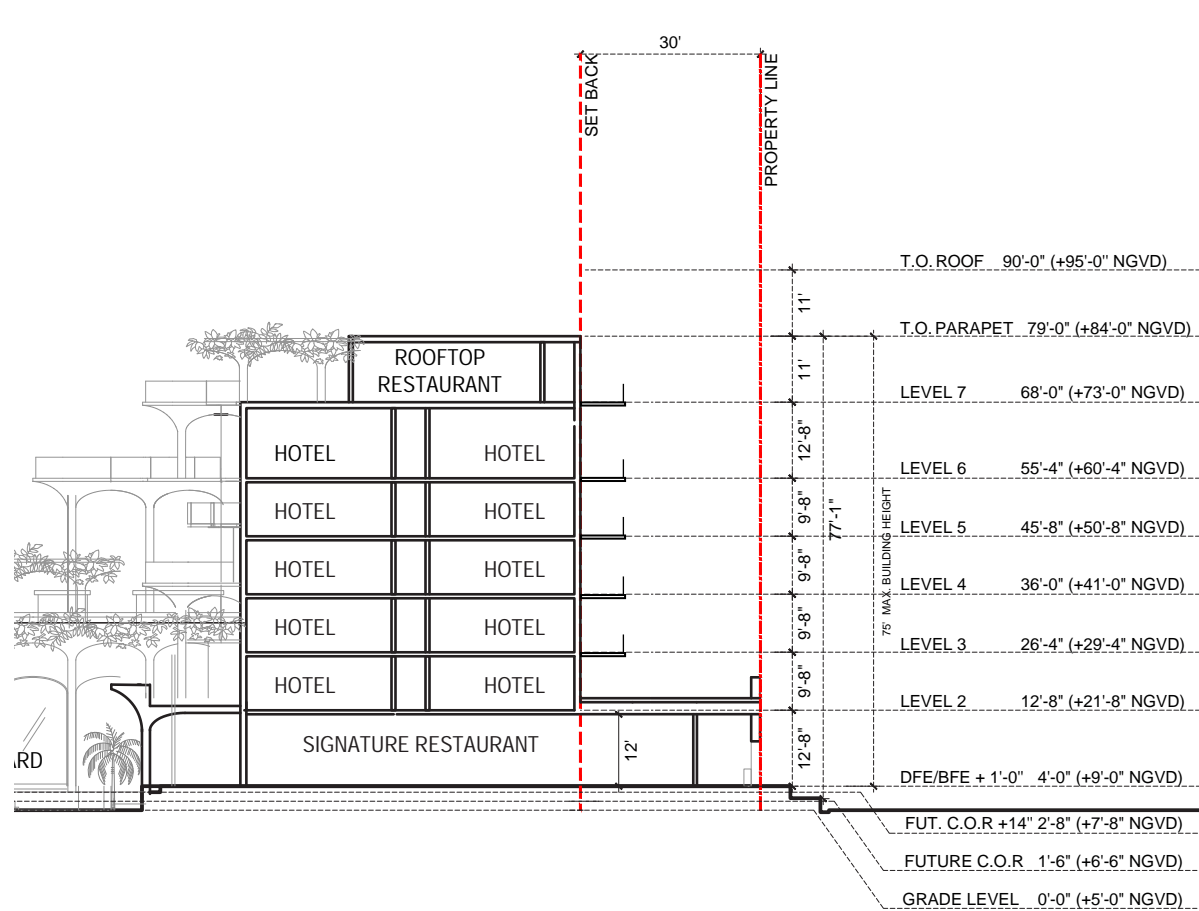 30'
SET BACK
PROPERTY LINE
T.O. ROOF 90'-0" (+95'-0" NGVD)
11'
T.O. PARAPET 79'-0" (+84'-0" NGVD)
ROOFTOP
RESTAURANT
11'
LEVEL 7 68'-0" (+73'-0" NGVD)
HOTEL HOTEL
12'-8"
LEVEL 6 55'-4" (+60'-4" NGVD)
HOTEL HOTEL
9'-8"
77'-1"
75' MAX. BUILDING HEIGHT
LEVEL 5 45'-8" (+50'-8" NGVD)
HOTEL HOTEL
9'-8"
LEVEL 4 36'-0" (+41'-0" NGVD)
HOTEL HOTEL
9'-8"
LEVEL 3 26'-4" (+29'-4" NGVD)
HOTEL HOTEL
9'-8"
LEVEL 2 12'-8" (+21'-8" NGVD)
SIGNATURE RESTAURANT
12'
12'-8"
ARD
DFE/BFE + 1'-0" 4'-0" (+9'-0" NGVD)
FUT. C.O.R +14" 2'-8" (+7'-8" NGVD)
FUTURE C.O.R 1'-6" (+6'-6" NGVD)
GRADE LEVEL 0'-0" (+5'-0" NGVD)